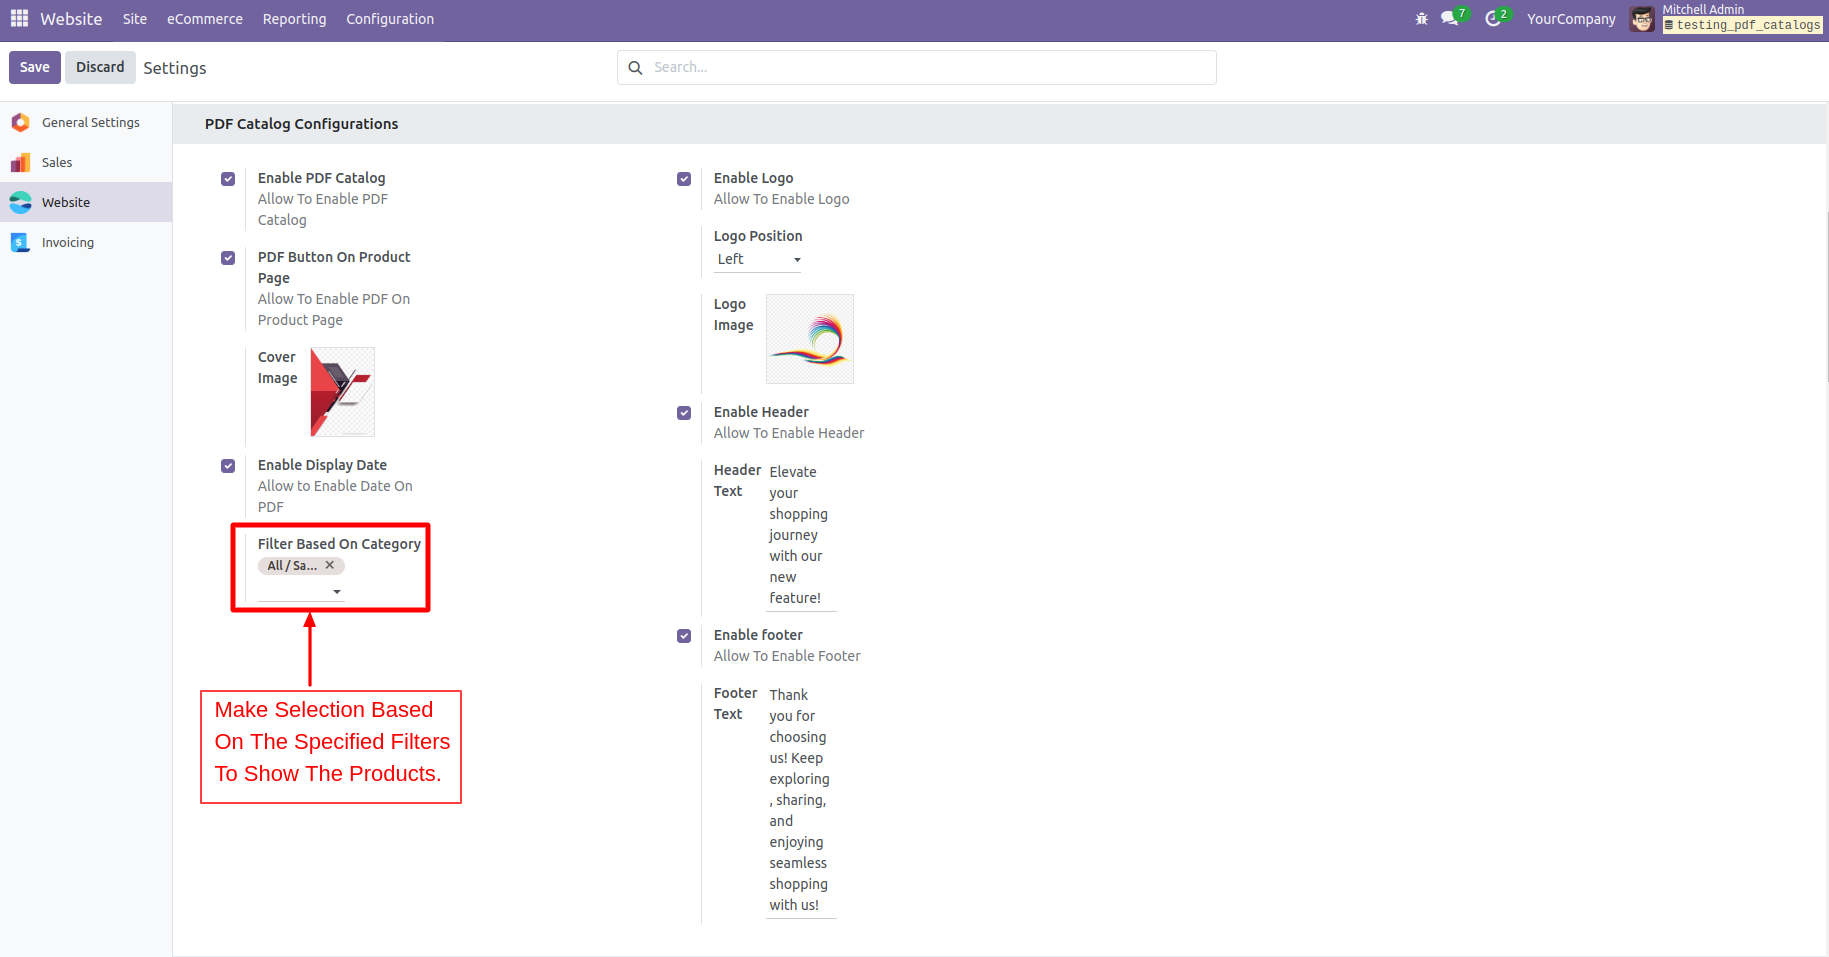 Website Site eCommerce Reporting Configuration
7
2
YourCompany
Mitchell Admin
testing_pdf_catalogs
Save Discard Settings
Search...
General Settings
Sales
Website
Invoicing
PDF Catalog Configurations
Enable PDF Catalog
Allow To Enable PDF
Catalog
PDF Button On Product
Page
Allow To Enable PDF On
Product Page
Cover
Image
Enable Display Date
Allow to Enable Date On
PDF
Filter Based On Category
All / Sa...
Make Selection Based
On The Specified Filters
To Show The Products.
Enable Logo
Allow To Enable Logo
Logo Position
Left
Logo
Image
Enable Header
Allow To Enable Header
Header
Text
Elevate
your
shopping
journey
with our
new
feature!
Enable footer
Allow To Enable Footer
Footer
Text
Thank
you for
choosing
us! Keep
exploring
, sharing,
and
enjoying
seamless
shopping
with us!